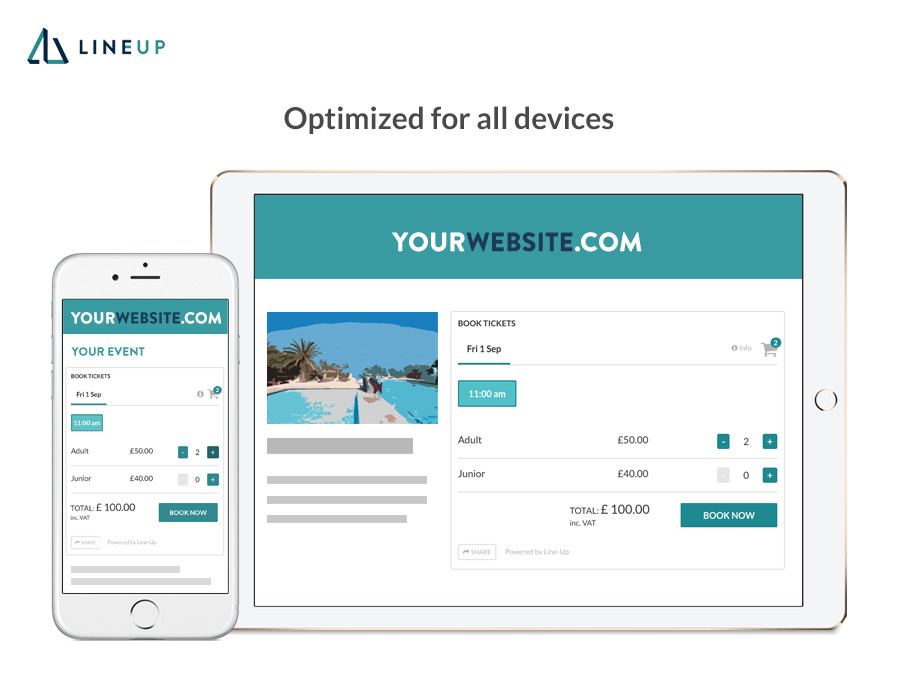 LINEUP
Optimized for all devices
YOURWEBSITE.COM
BOOK TICKETS
Fri 1 Sep
Info
2
11:00 am
Adult £50.00 - 2 +
Junior £40.00 - 0 +
TOTAL: £ 100.00
inc. VAT
BOOK NOW
SHARE Powered by Line-Up
YOURWEBSITE.COM
YOUR EVENT
BOOK TICKETS
Fri 1 Sep
2
11:00 am
Adult £50.00 - 2 +
Junior £40.00 - 0 +
TOTAL: £ 100.00
inc. VAT
BOOK NOW
SHARE Powered by Line-Up